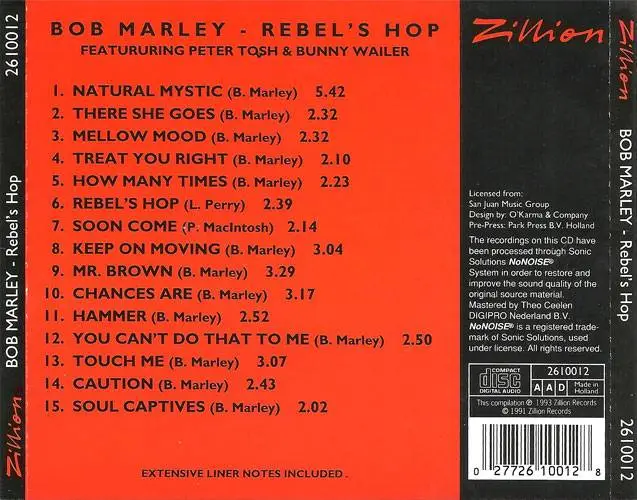 2610012
BOB MARLEY - Rebel's Hop
Zillion
BOB MARLEY - REBEL'S HOP
FEATURURING PETER TOSH & BUNNY WAILER
1. NATURAL MYSTIC (B. Marley) 5.42
2. THERE SHE GOES (B. Marley) 2.32
3. MELLOW MOOD (B. Marley) 2.32
4. TREAT YOU RIGHT (B. Marley) 2.10
5. HOW MANY TIMES (B. Marley) 2.23
6. REBEL'S HOP (L. Perry) 2.39
7. SOON COME (P. MacIntosh) 2.14
8. KEEP ON MOVING (B. Marley) 3.04
9. MR. BROWN (B. Marley) 3.29
10. CHANCES ARE (B. Marley) 3.17
11. HAMMER (B. Marley) 2.52
12. YOU CAN'T DO THAT TO ME (B. Marley) 2.50
13. TOUCH ME (B. Marley) 3.07
14. CAUTION (B. Marley) 2.43
15. SOUL CAPTIVES (B. Marley) 2.02
EXTENSIVE LINER NOTES INCLUDED.
Zillion
Licensed from:
San Juan Music Group
Design by: O'Karma & Company
Pre-Press: Park Press B.V. Holland
The recordings on this CD have
been processed through Sonic
Solutions NoNOISE®
System in order to restore and
improve the sound quality of the
original source material.
Mastered by Theo Coelen
DIGIPRO Nederland B.V.
NoNOISE® is a registered trade-
mark of Sonic Solutions, used
under license. All rights reserved.
COMPACT
disc
DIGITAL AUDIO
2610012
A A D
Made in
Holland
This compilation ℗ 1993 Zillion Records
© 1991 Zillion Records
0 27726 10012 8
Zillion
BOB MARLEY - Rebel's Hop
2610012